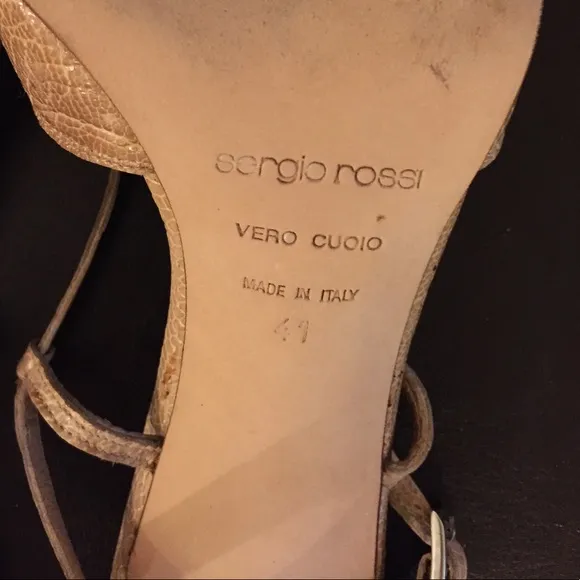 sergio rossi
VERO CUOIO
MADE IN ITALY
41